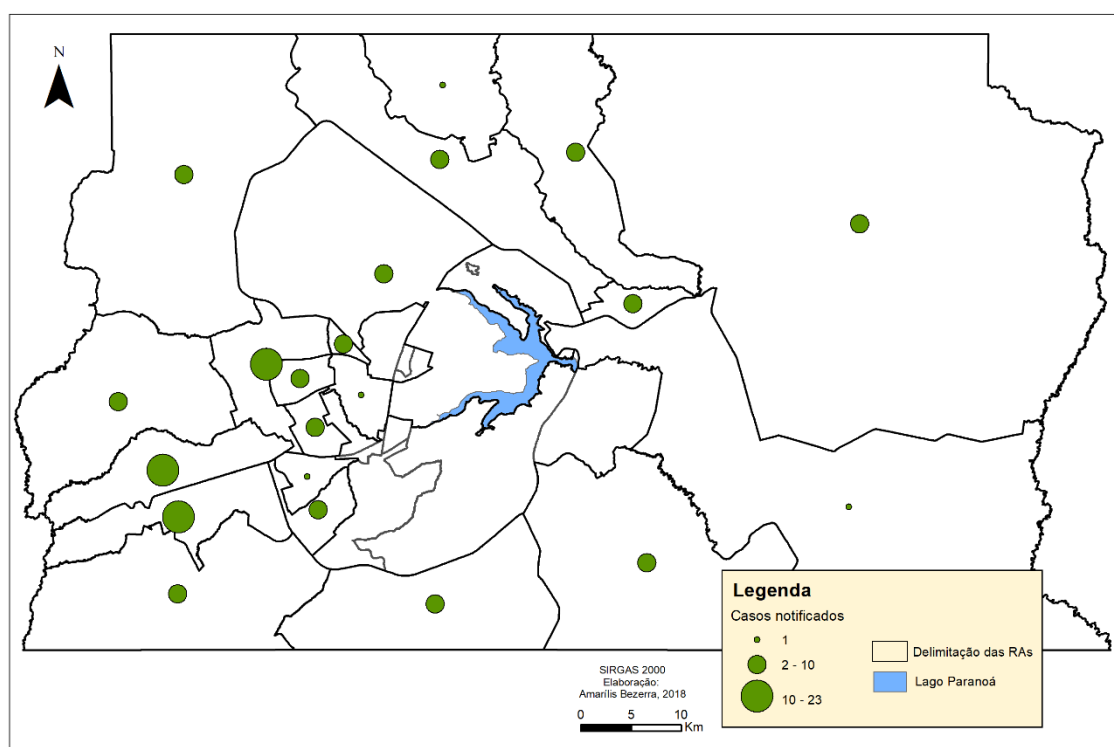 N
Legenda
Casos notificados
1
2 - 10
10 - 23
Delimitação das RAs
Lago Paranoá
SIRGAS 2000
Elaboração:
Amarílis Bezerra, 2018
0 5 10
Km